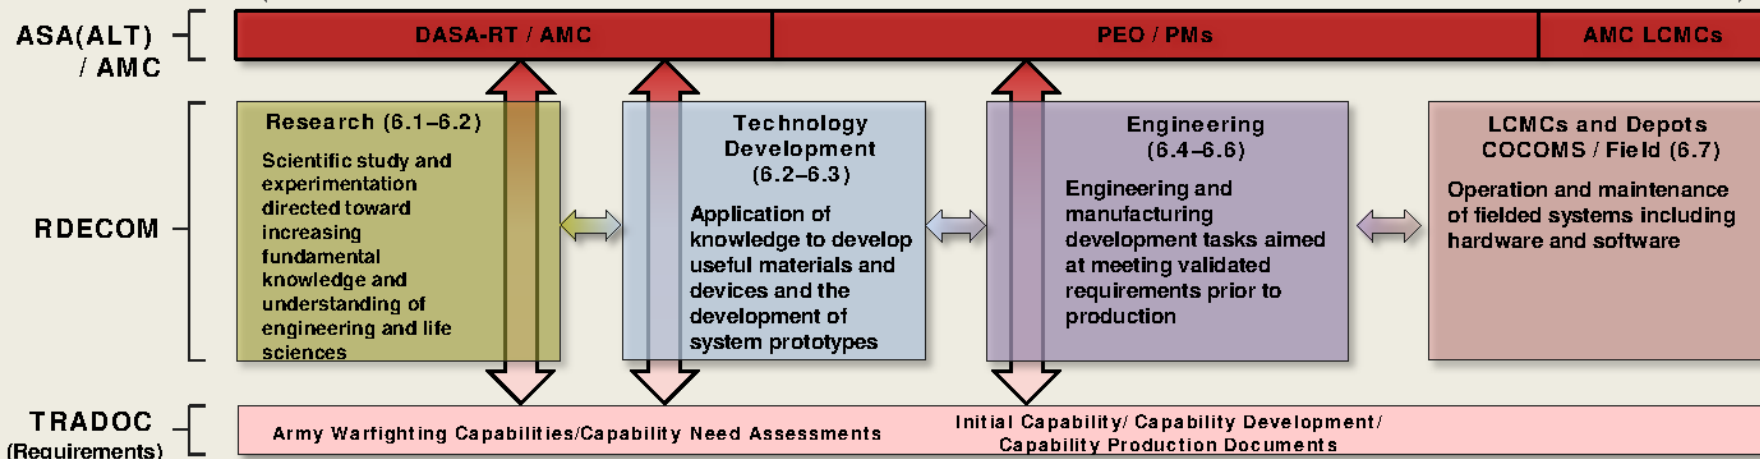 ASA(ALT)
/ AMC
DASA-RT / AMC
PEO / PMs
AMC LCMCs
RDECOM
Research (6.1–6.2)
Scientific study and
experimentation
directed toward
increasing
fundamental
knowledge and
understanding of
engineering and life
sciences
Technology
Development
(6.2–6.3)
Application of
knowledge to develop
useful materials and
devices and the
development of
system prototypes
Engineering
(6.4–6.6)
Engineering and
manufacturing
development tasks aimed
at meeting validated
requirements prior to
production
LCMCs and Depots
COCOMS / Field (6.7)
Operation and maintenance
of fielded systems including
hardware and software
TRADOC
(Requirements)
Army Warfighting Capabilities/Capability Need Assessments
Initial Capability/ Capability Development/
Capability Production Documents